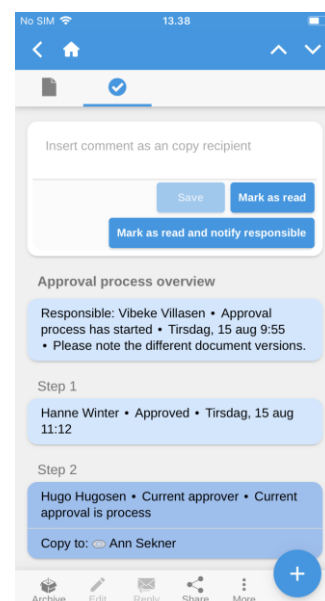 No SIM 13.38
Insert comment as an copy recipient
Save Mark as read
Mark as read and notify responsible
Approval process overview
Responsible: Vibeke Villasen • Approval
process has started • Tirsdag, 15 aug 9:55
• Please note the different document versions.
Step 1
Hanne Winter • Approved • Tirsdag, 15 aug
11:12
Step 2
Hugo Hugosen • Current approver • Current
approval is process
Copy to: Ann Sekner
+
Archive Edit Reply Share More